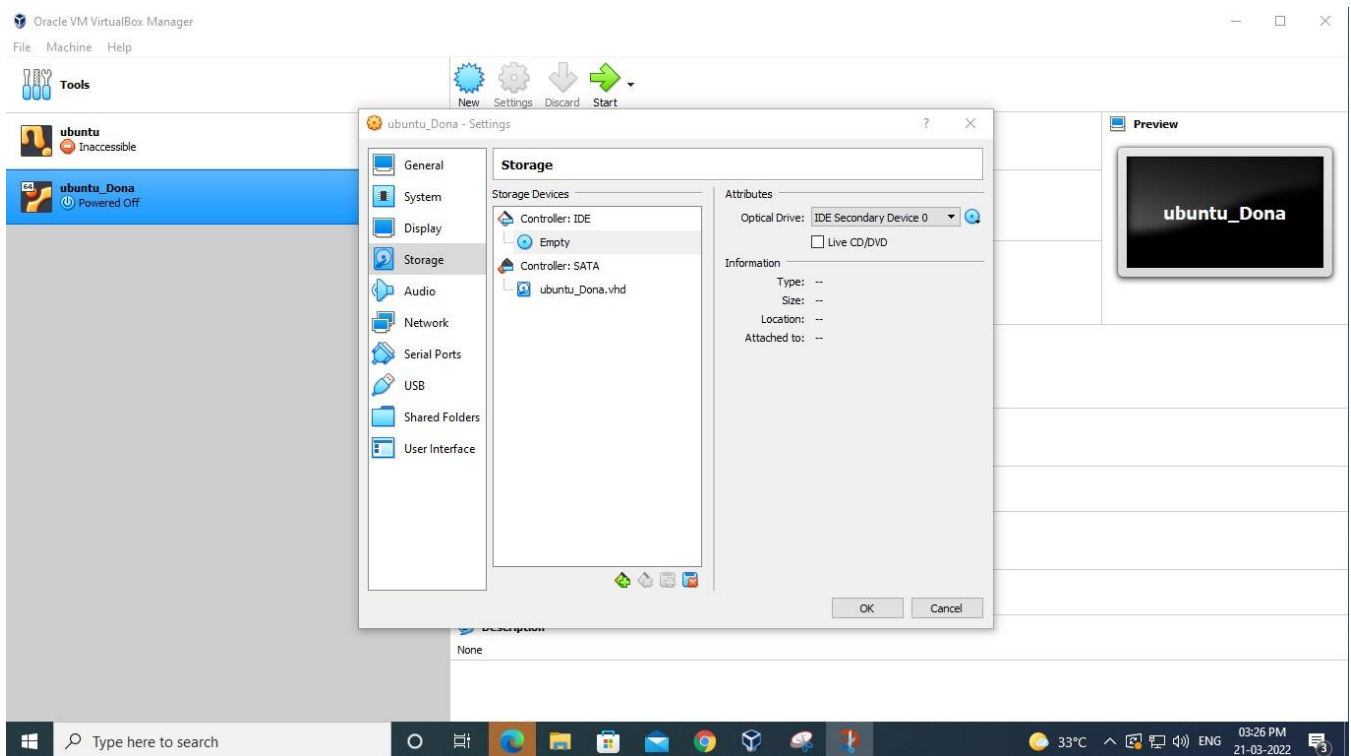 Oracle VM VirtualBox Manager
File Machine Help
Tools
New Settings Discard Start
ubuntu
Inaccessible
64
ubuntu_Dona
Powered Off
ubuntu_Dona - Settings
?
General
System
Display
Storage
Audio
Network
Serial Ports
USB
Shared Folders
User Interface
Storage
Storage Devices
Controller: IDE
Empty
Controller: SATA
ubuntu_Dona.vhd
Attributes
Optical Drive: IDE Secondary Device 0
Live CD/DVD
Information
Type: --
Size: --
Location: --
Attached to: --
OK Cancel
Preview
ubuntu_Dona
Description
None
Type here to search
33°C
ENG
03:26 PM
21-03-2022
3